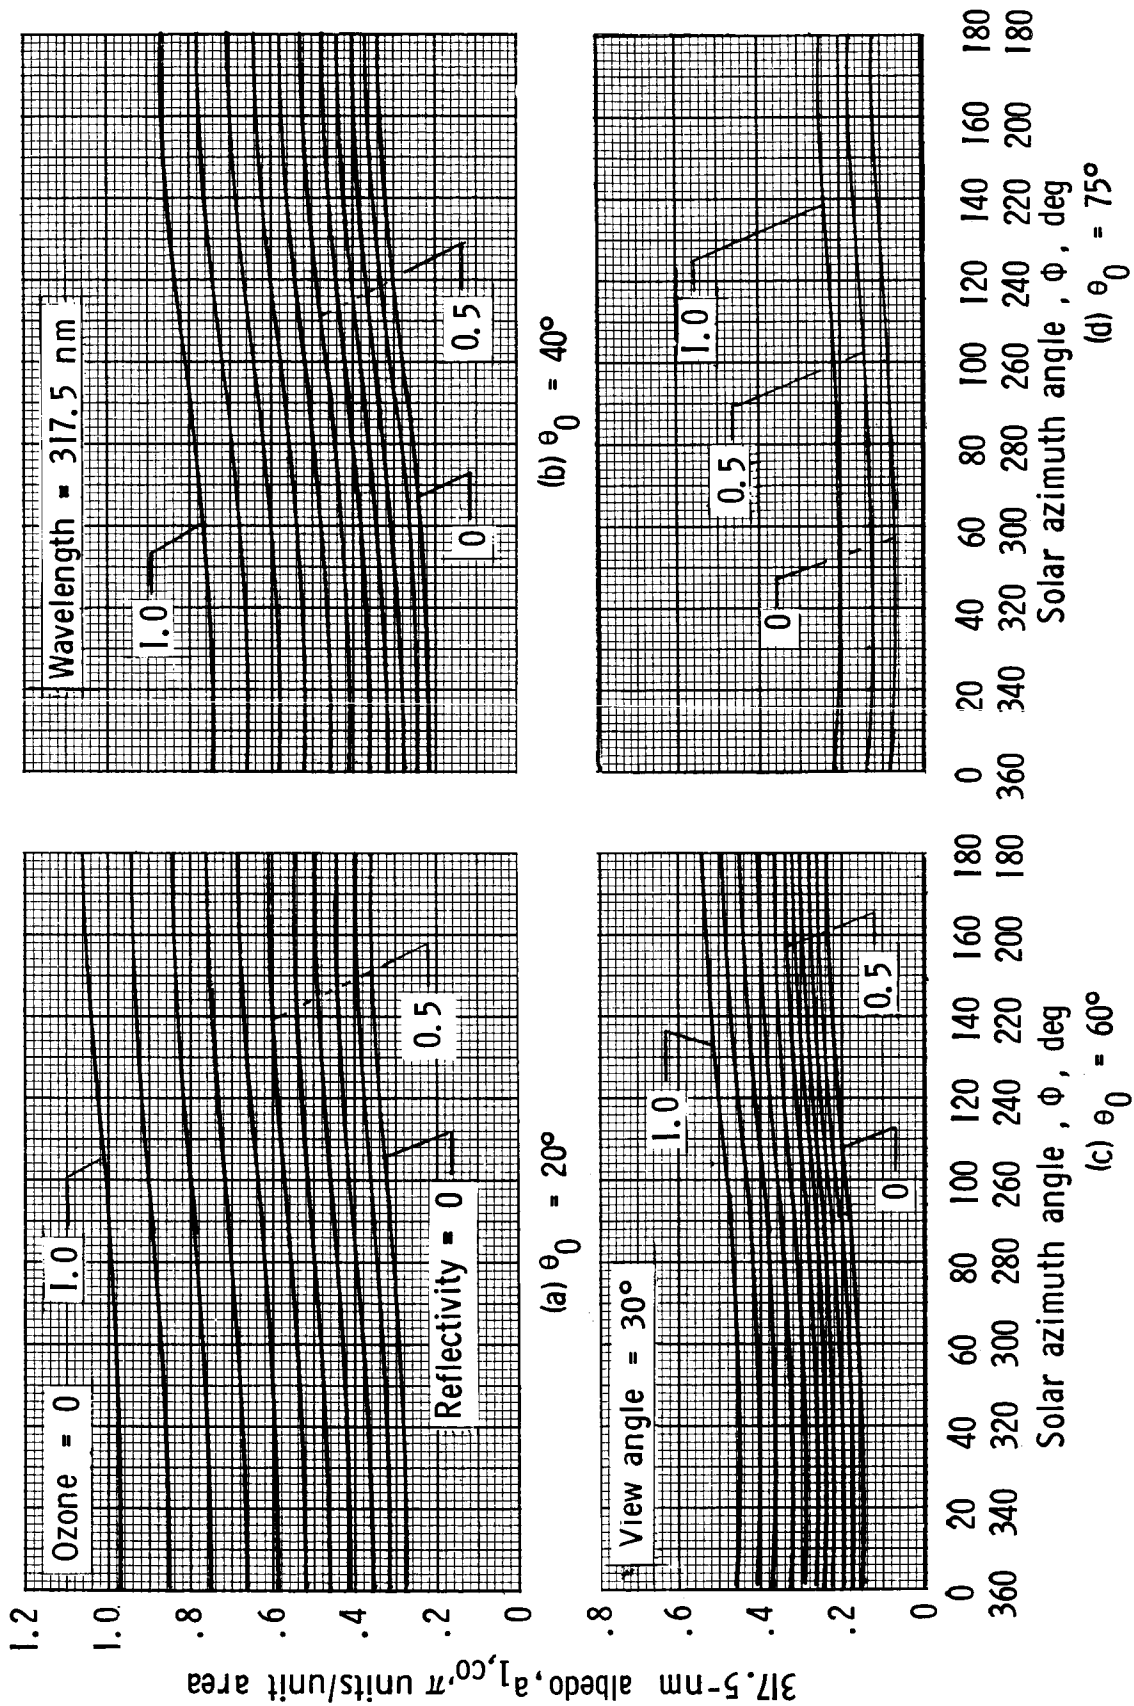 317.5-nm albedo, a1,co, π units/unit area
1.2
1.0
.8
.6
.4
.2
0
Ozone = 0
1.0
0.5
Reflectivity = 0
(a) θ0 = 20°
Wavelength = 317.5 nm
1.0
0.5
0
(b) θ0 = 40°
.8
.6
.4
.2
0
View angle = 30°
1.0
0.5
0
0 20 40 60 80 100 120 140 160 180
360 340 320 300 280 260 240 220 200 180
Solar azimuth angle, φ, deg
(c) θ0 = 60°
1.0
0.5
0
0 20 40 60 80 100 120 140 160 180
360 340 320 300 280 260 240 220 200 180
Solar azimuth angle, φ, deg
(d) θ0 = 75°